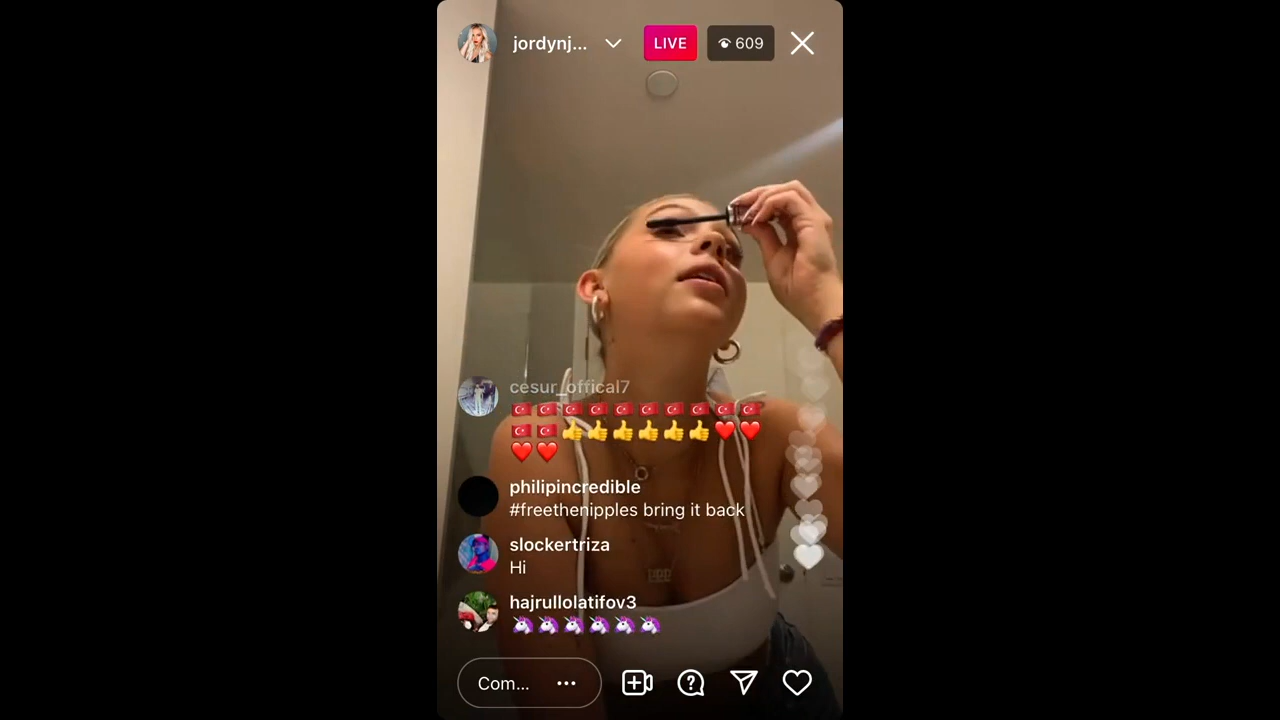 jordynj...
LIVE
609
cesur_offical7
🇹🇷🇹🇷🇹🇷🇹🇷🇹🇷🇹🇷🇹🇷🇹🇷🇹🇷🇹🇷
🇹🇷🇹🇷👍👍👍👍👍👍❤️❤️
❤️❤️
philipincredible
#freethenipples bring it back
slockertriza
Hi
hajrullolatifov3
🦄🦄🦄🦄🦄🦄
Com...